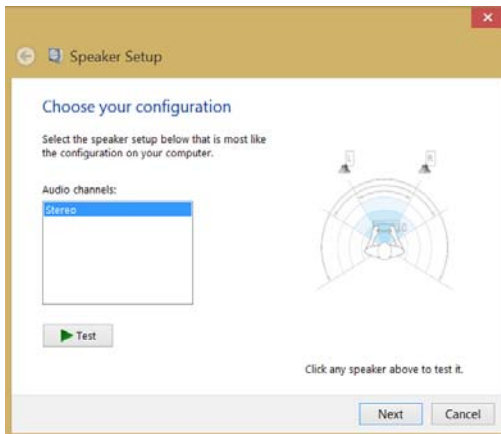 Speaker Setup
Choose your configuration
Select the speaker setup below that is most like
the configuration on your computer.
Audio channels:
Stereo
L
R
Test
Click any speaker above to test it.
Next
Cancel